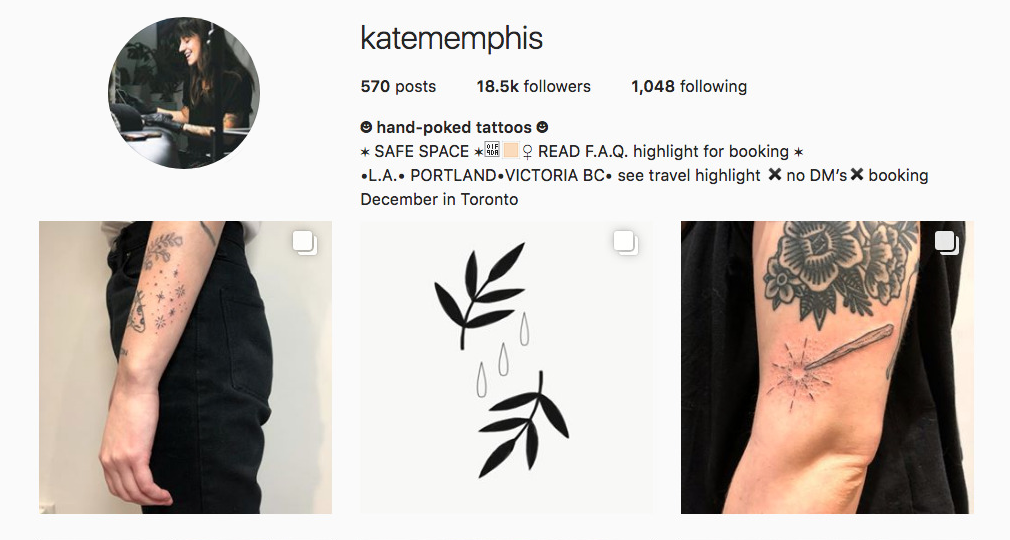 katememphis
570 posts 18.5k followers 1,048 following
☻ hand-poked tattoos ☻
✶ SAFE SPACE ✶🏼♀ READ F.A.Q. highlight for booking ✶
•L.A.• PORTLAND•VICTORIA BC• see travel highlight ✖ no DM’s✖ booking
December in Toronto